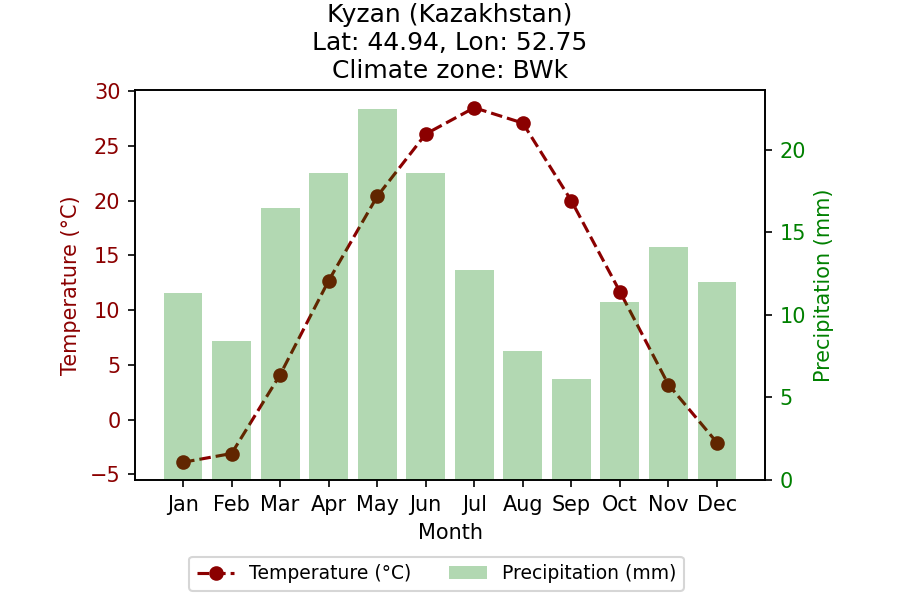 Kyzan (Kazakhstan)
Lat: 44.94, Lon: 52.75
Climate zone: BWk
30
25
20
15
10
5
0
−5
Temperature (°C)
20
15
10
5
0
Precipitation (mm)
Jan Feb Mar Apr May Jun Jul Aug Sep Oct Nov Dec
Month
Temperature (°C) Precipitation (mm)